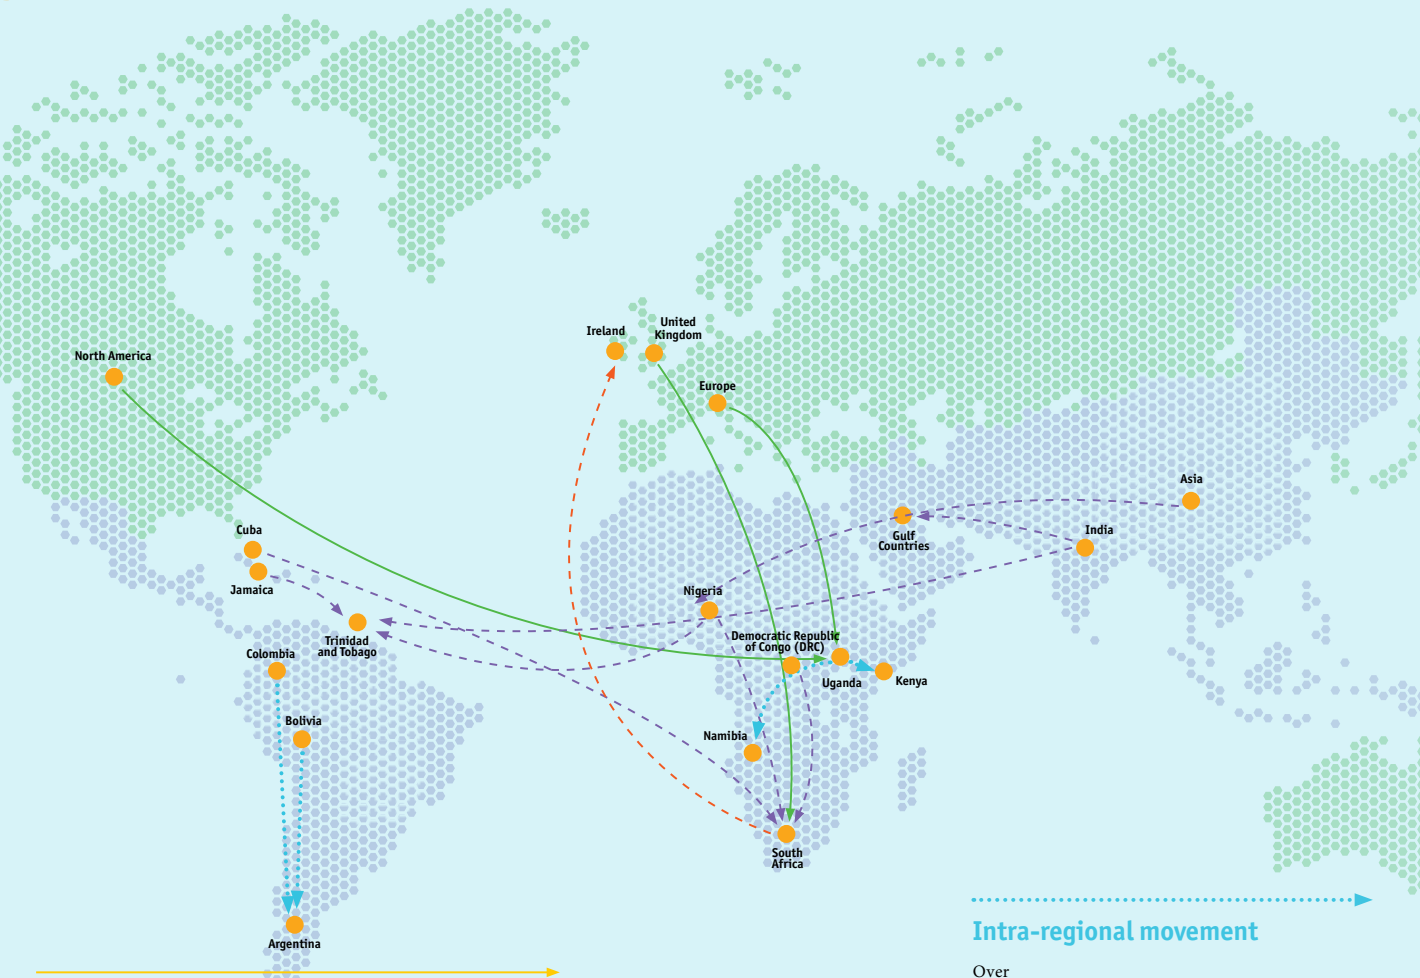 United
Kingdom
Ireland
North America
Europe
Asia
Cuba
Gulf
Countries
India
Jamaica
Nigeria
Trinidad
and Tobago
Democratic Republic
of Congo (DRC)
Colombia
Uganda
Kenya
Bolivia
Namibia
South
Africa
Argentina
Intra-regional movement
Over